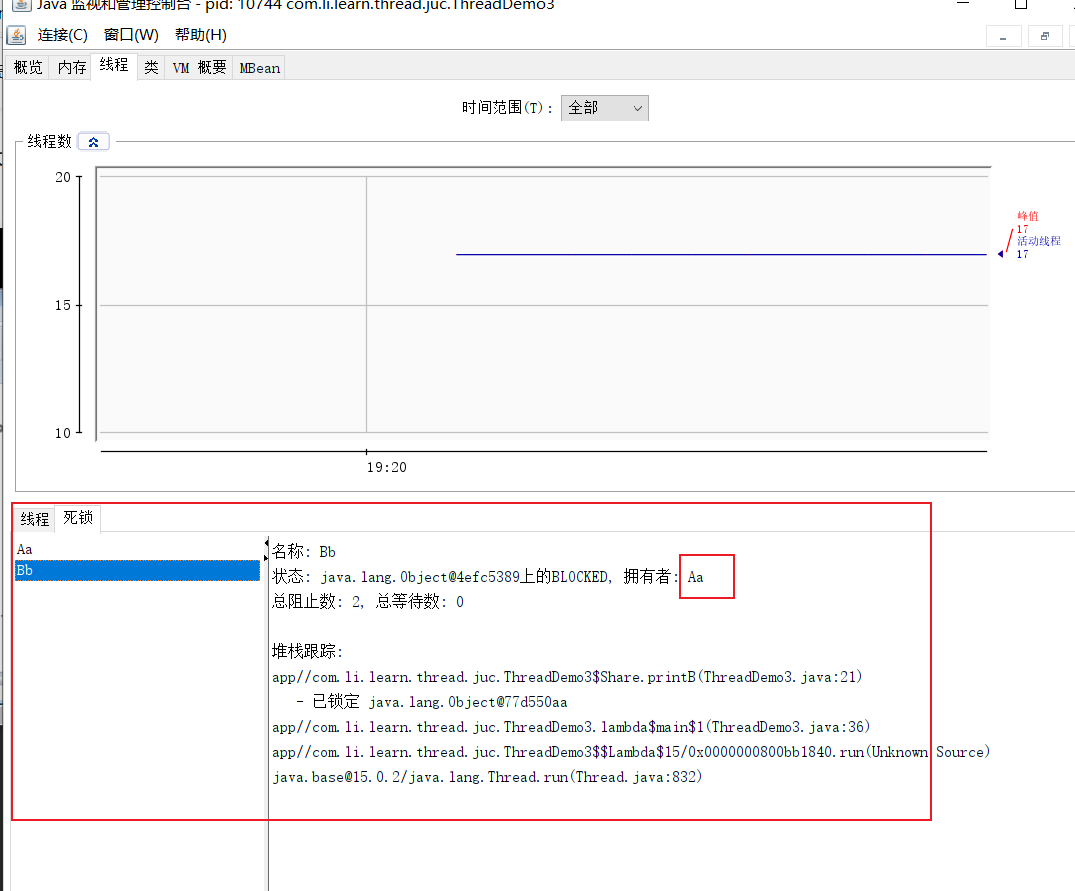 Java 监视和管理控制台 - pid: 10744 com.li.learn.thread.juc.ThreadDemo3
连接(C) 窗口(W) 帮助(H)
概览 内存 线程 类 VM 概要 MBean
时间范围(T): 全部
线程数
20
15
10
19:20
峰值
17
活动线程
17
线程 死锁
Aa
Bb
名称: Bb
状态: java.lang.Object@4efc5389上的BLOCKED, 拥有者: Aa
总阻止数: 2, 总等待数: 0
堆栈跟踪:
app//com.li.learn.thread.juc.ThreadDemo3$Share.printB(ThreadDemo3.java:21)
- 已锁定 java.lang.Object@77d550aa
app//com.li.learn.thread.juc.ThreadDemo3.lambda$main$1(ThreadDemo3.java:36)
app//com.li.learn.thread.juc.ThreadDemo3$$Lambda$15/0x0000000800bb1840.run(Unknown Source)
java.base@15.0.2/java.lang.Thread.run(Thread.java:832)